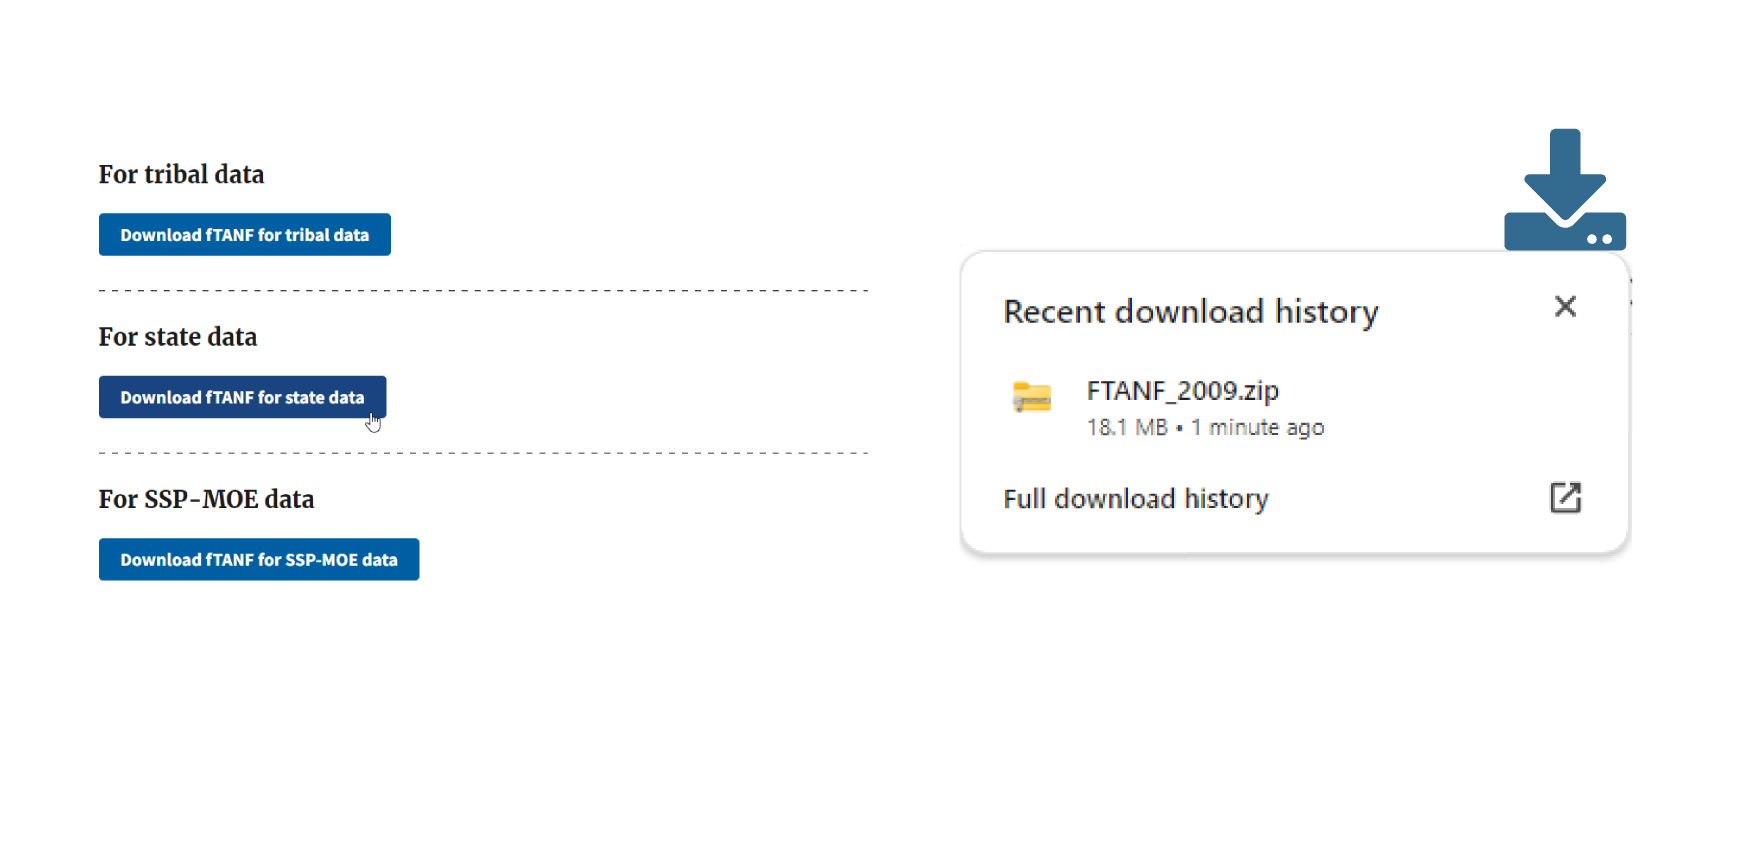 For tribal data
Download fTANF for tribal data
For state data
Download fTANF for state data
For SSP-MOE data
Download fTANF for SSP-MOE data
Recent download history
FTANF_2009.zip
18.1 MB • 1 minute ago
Full download history